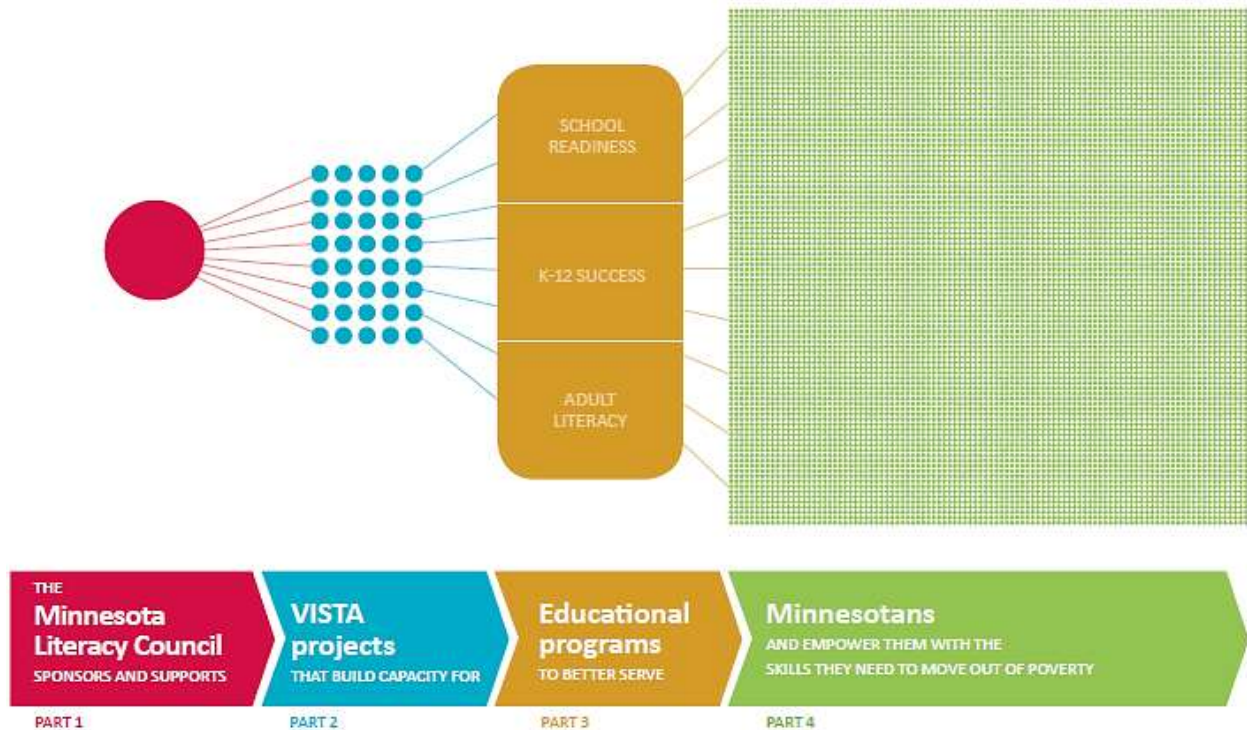 SCHOOL
READINESS
K-12 SUCCESS
ADULT
LITERACY
THE
Minnesota
Literacy Council
SPONSORS AND SUPPORTS
VISTA
projects
THAT BUILD CAPACITY FOR
Educational
programs
TO BETTER SERVE
Minnesotans
AND EMPOWER THEM WITH THE
SKILLS THEY NEED TO MOVE OUT OF POVERTY
PART 1
PART 2
PART 3
PART 4